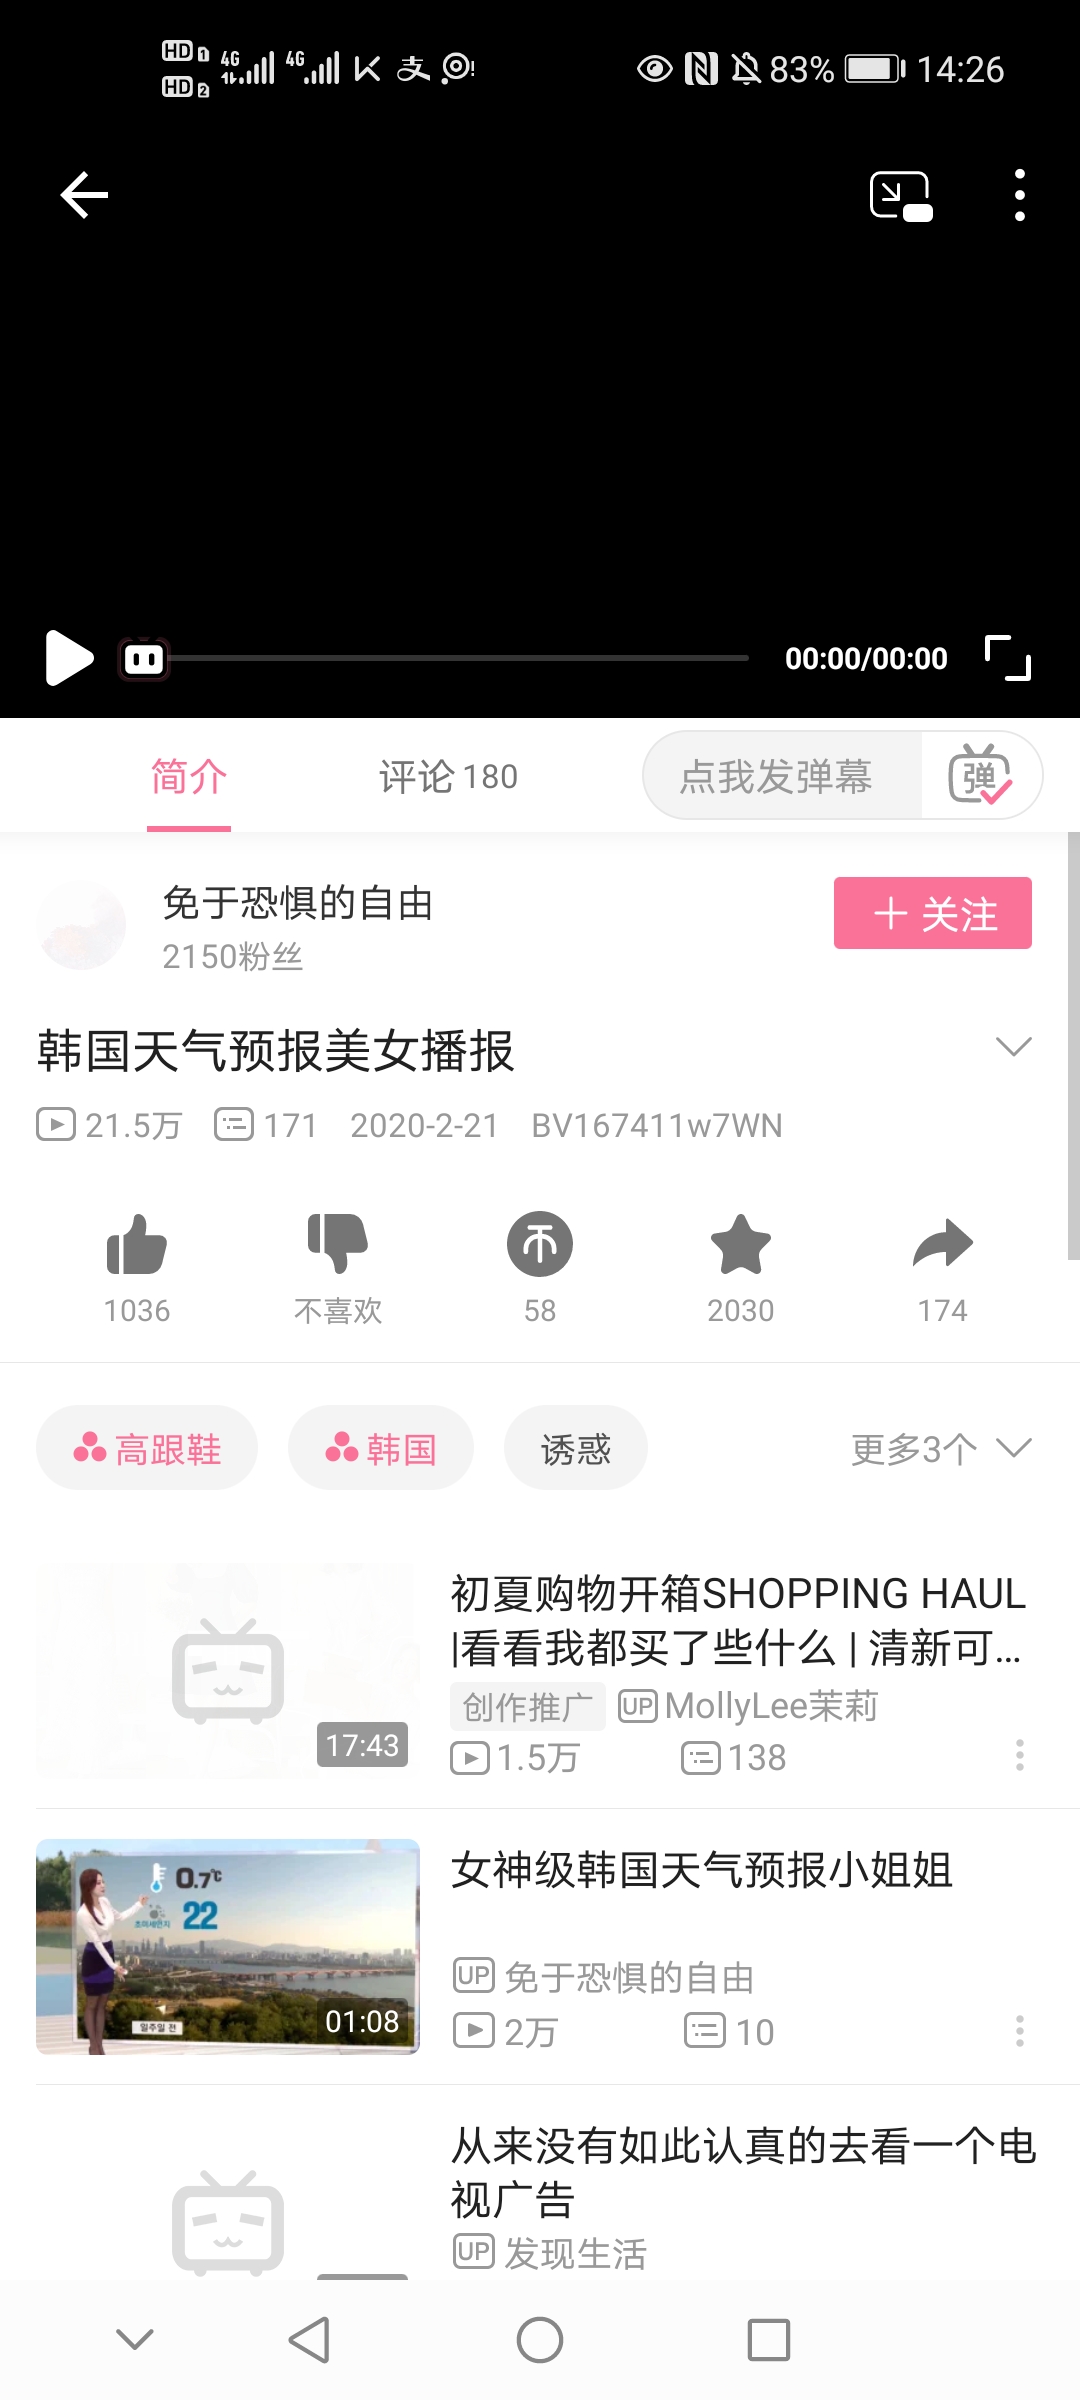 HD 1 4G 4G 83% 14:26
HD 2
00:00/00:00
简介 评论 180 点我发弹幕 弹
免于恐惧的自由
2150粉丝
关注
韩国天气预报美女播报
21.5万 171 2020-2-21 BV167411w7WN
1036 不喜欢 58 2030 174
高跟鞋 韩国 诱惑 更多3个
初夏购物开箱SHOPPING HAUL
|看看我都买了些什么 | 清新可...
创作推广 UP MollyLee茉莉
17:43
1.5万 138
女神级韩国天气预报小姐姐
0.7℃
초미세먼지 22
일주일 전
01:08
UP 免于恐惧的自由
2万 10
从来没有如此认真的去看一个电
视广告
UP 发现生活